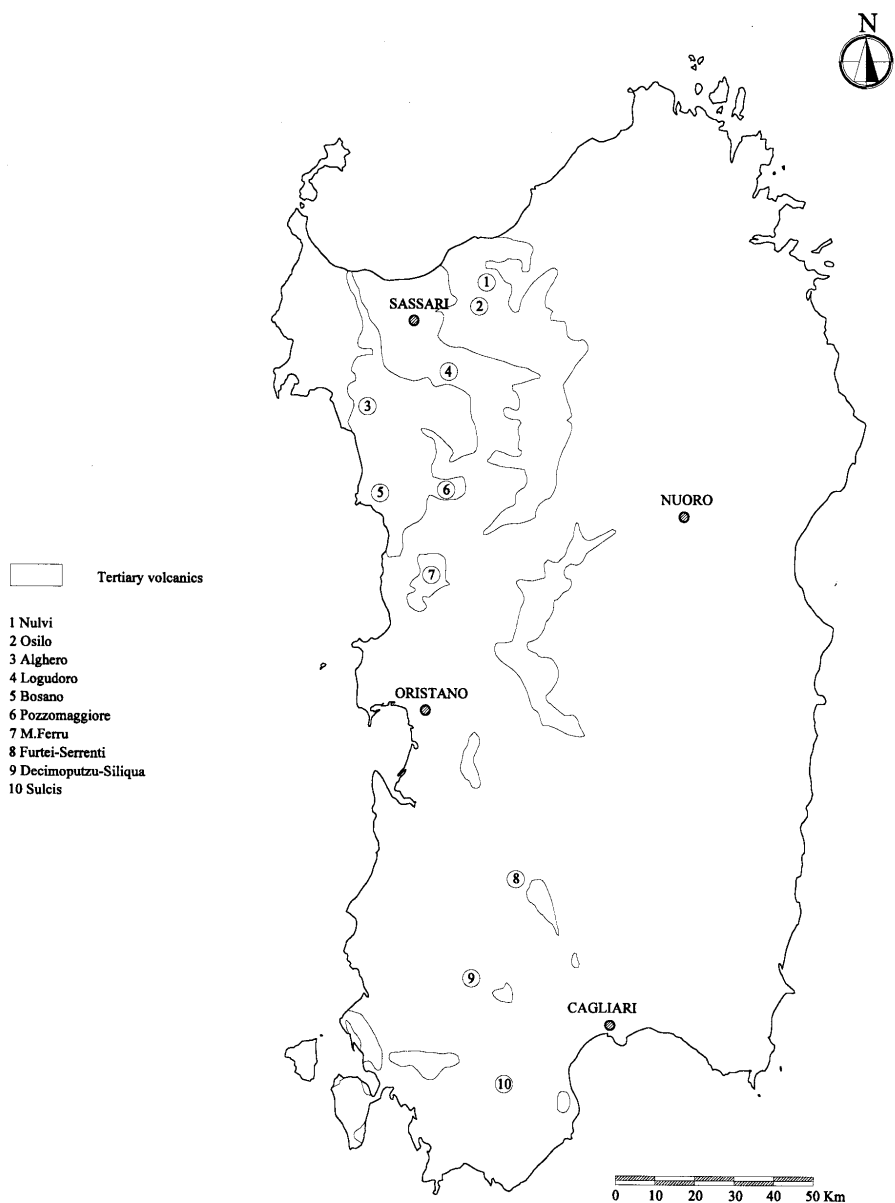 N
1
2
SASSARI
4
3
5
6
NUORO
7
Tertiary volcanics
1 Nulvi
2 Osilo
3 Alghero
4 Logudoro
5 Bosano
6 Pozzomaggiore
7 M.Ferru
8 Furtei-Serrenti
9 Decimoputzu-Siliqua
10 Sulcis
ORISTANO
8
9
CAGLIARI
10
0 10 20 30 40 50 Km